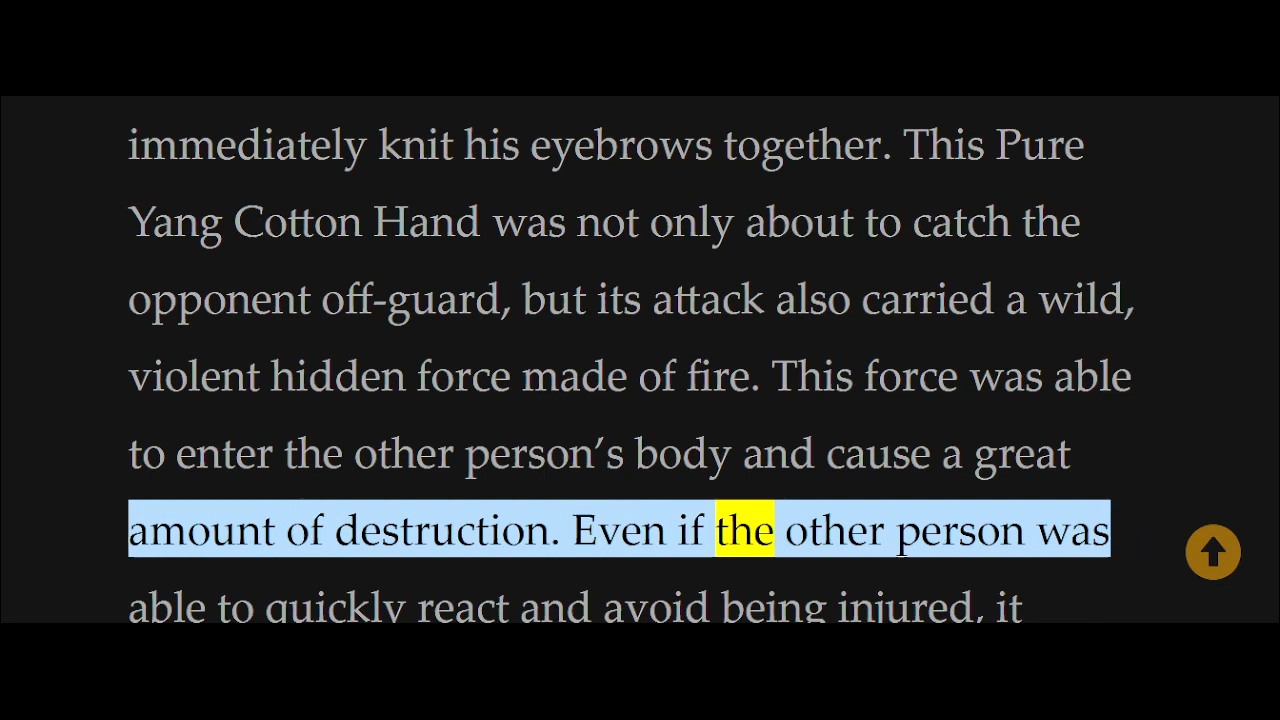 immediately knit his eyebrows together. This Pure
Yang Cotton Hand was not only about to catch the
opponent off-guard, but its attack also carried a wild,
violent hidden force made of fire. This force was able
to enter the other person’s body and cause a great
amount of destruction. Even if the other person was
able to quickly react and avoid being injured, it